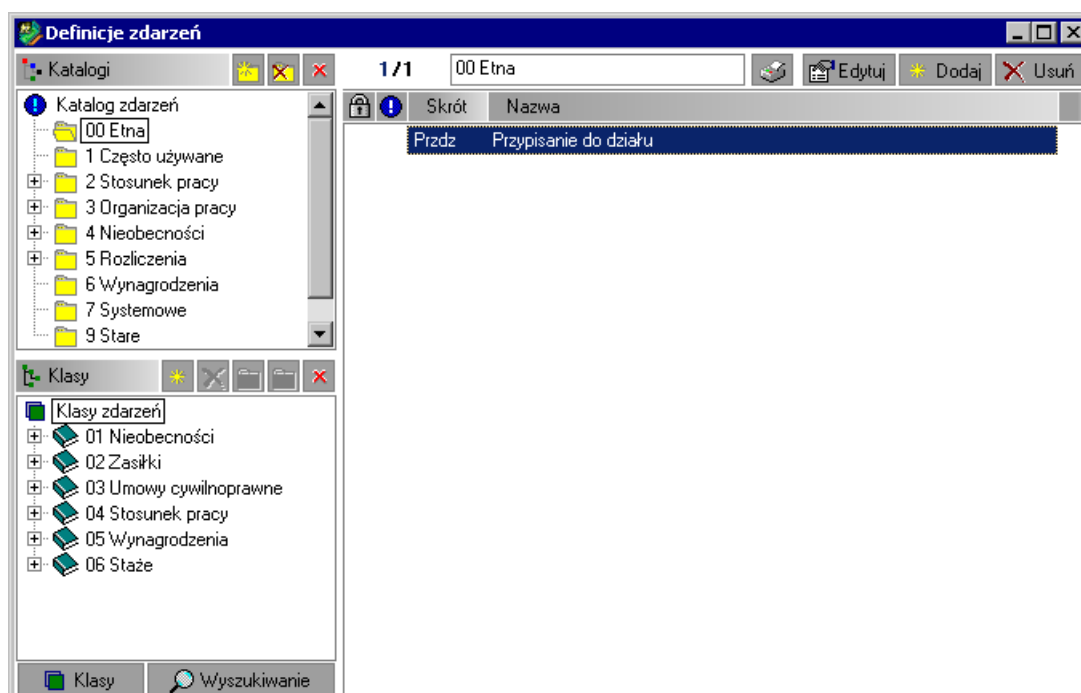 Definicje zdarzeń
Katalogi
1/1 00 Etna Edytuj Dodaj Usuń
Skrót Nazwa
Przdz Przypisanie do działu
Katalog zdarzeń
00 Etna
1 Często używane
2 Stosunek pracy
3 Organizacja pracy
4 Nieobecności
5 Rozliczenia
6 Wynagrodzenia
7 Systemowe
9 Stare
Klasy
Klasy zdarzeń
01 Nieobecności
02 Zasiłki
03 Umowy cywilnoprawne
04 Stosunek pracy
05 Wynagrodzenia
06 Staże
Klasy Wyszukiwanie